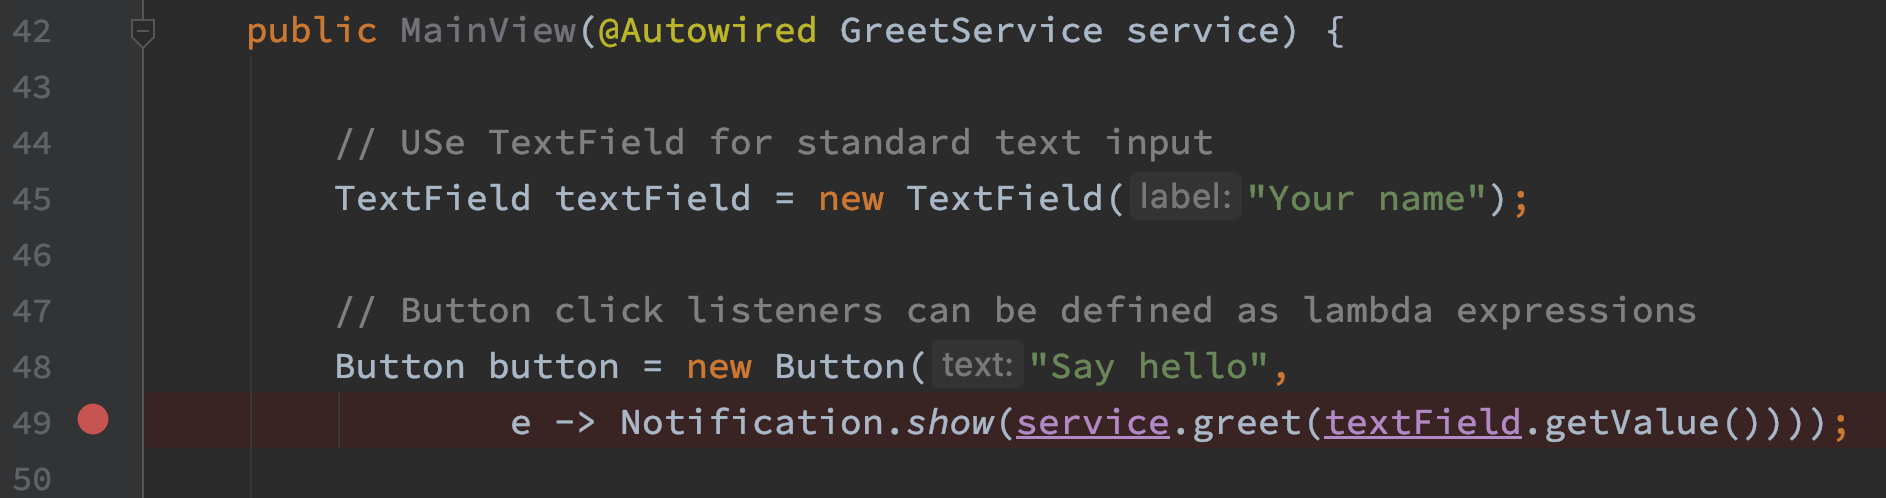 42 public MainView(@Autowired GreetService service) {
43
44 // USe TextField for standard text input
45 TextField textField = new TextField( label: "Your name");
46
47 // Button click listeners can be defined as lambda expressions
48 Button button = new Button( text: "Say hello",
49 e -> Notification.show(service.greet(textField.getValue())));
50